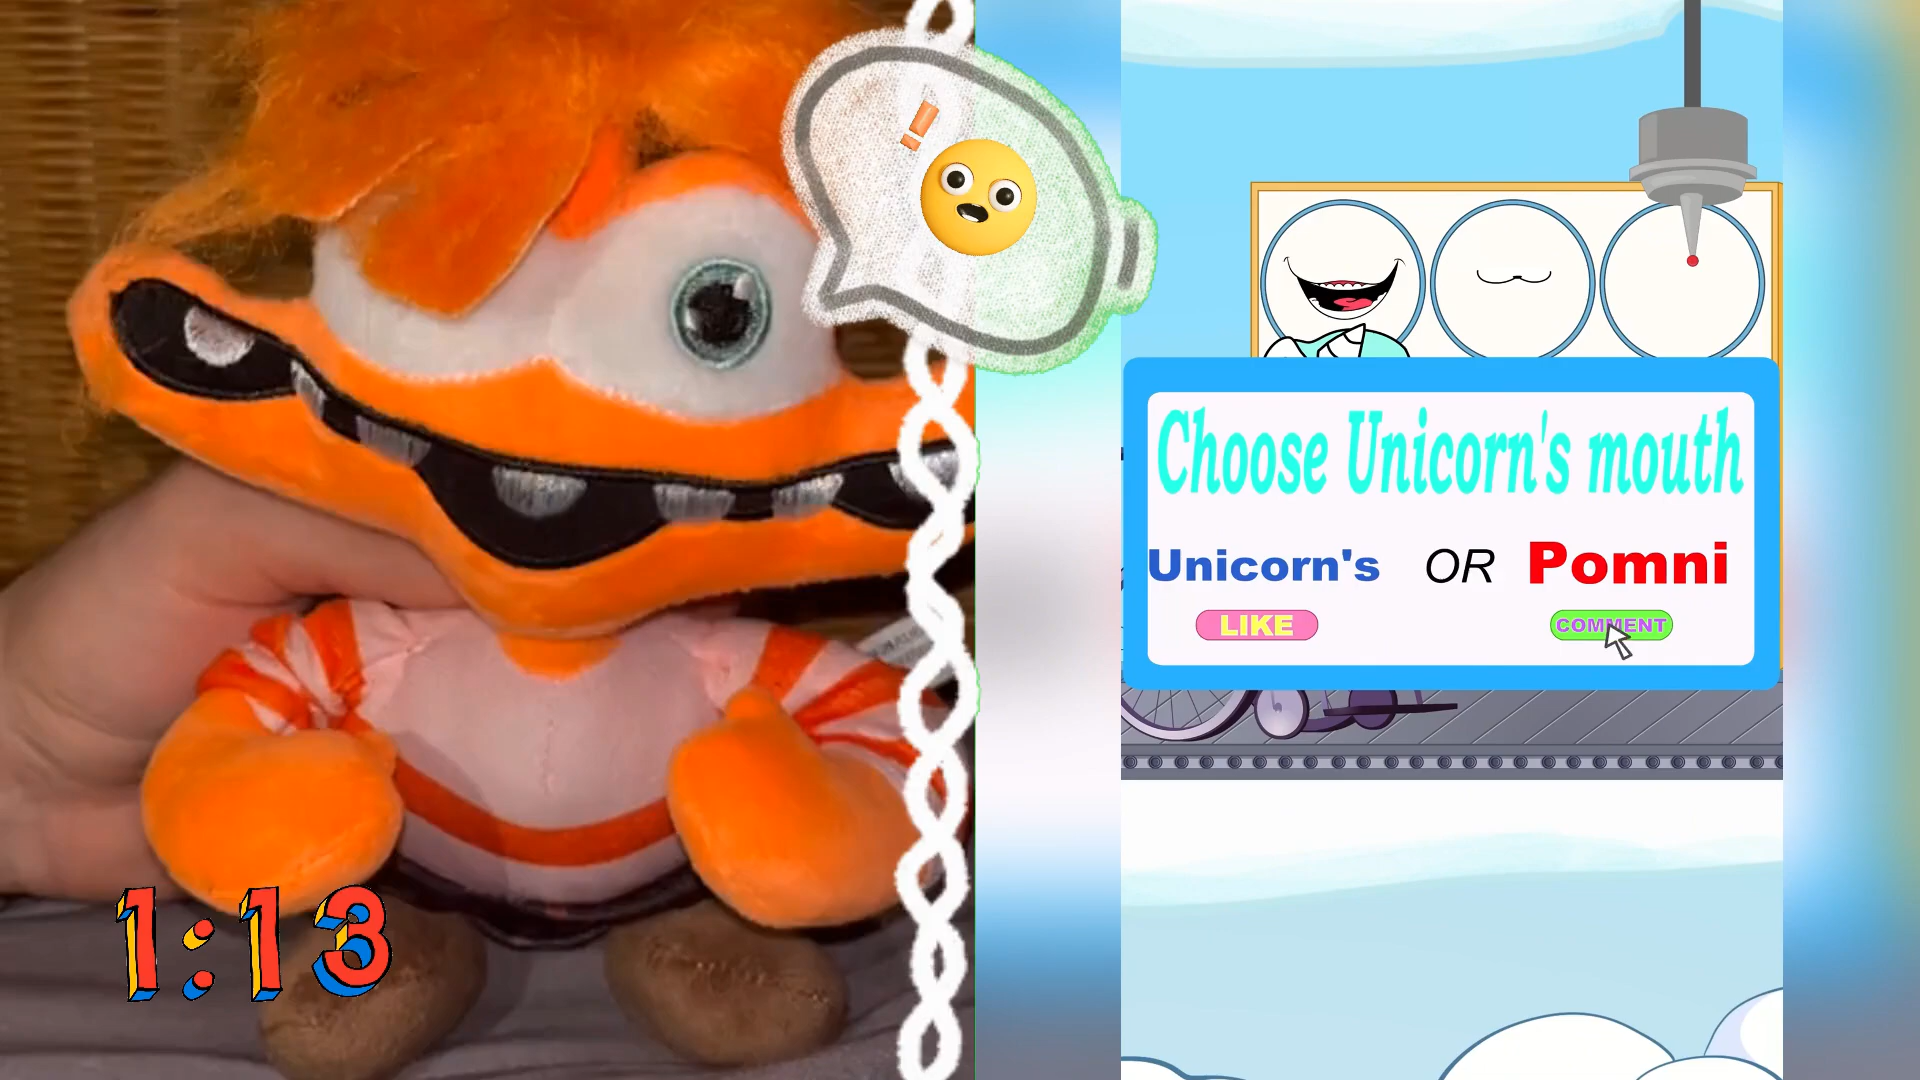 Choose Unicorn's mouth
Unicorn's OR Pomni
LIKE COMMENT
1:13